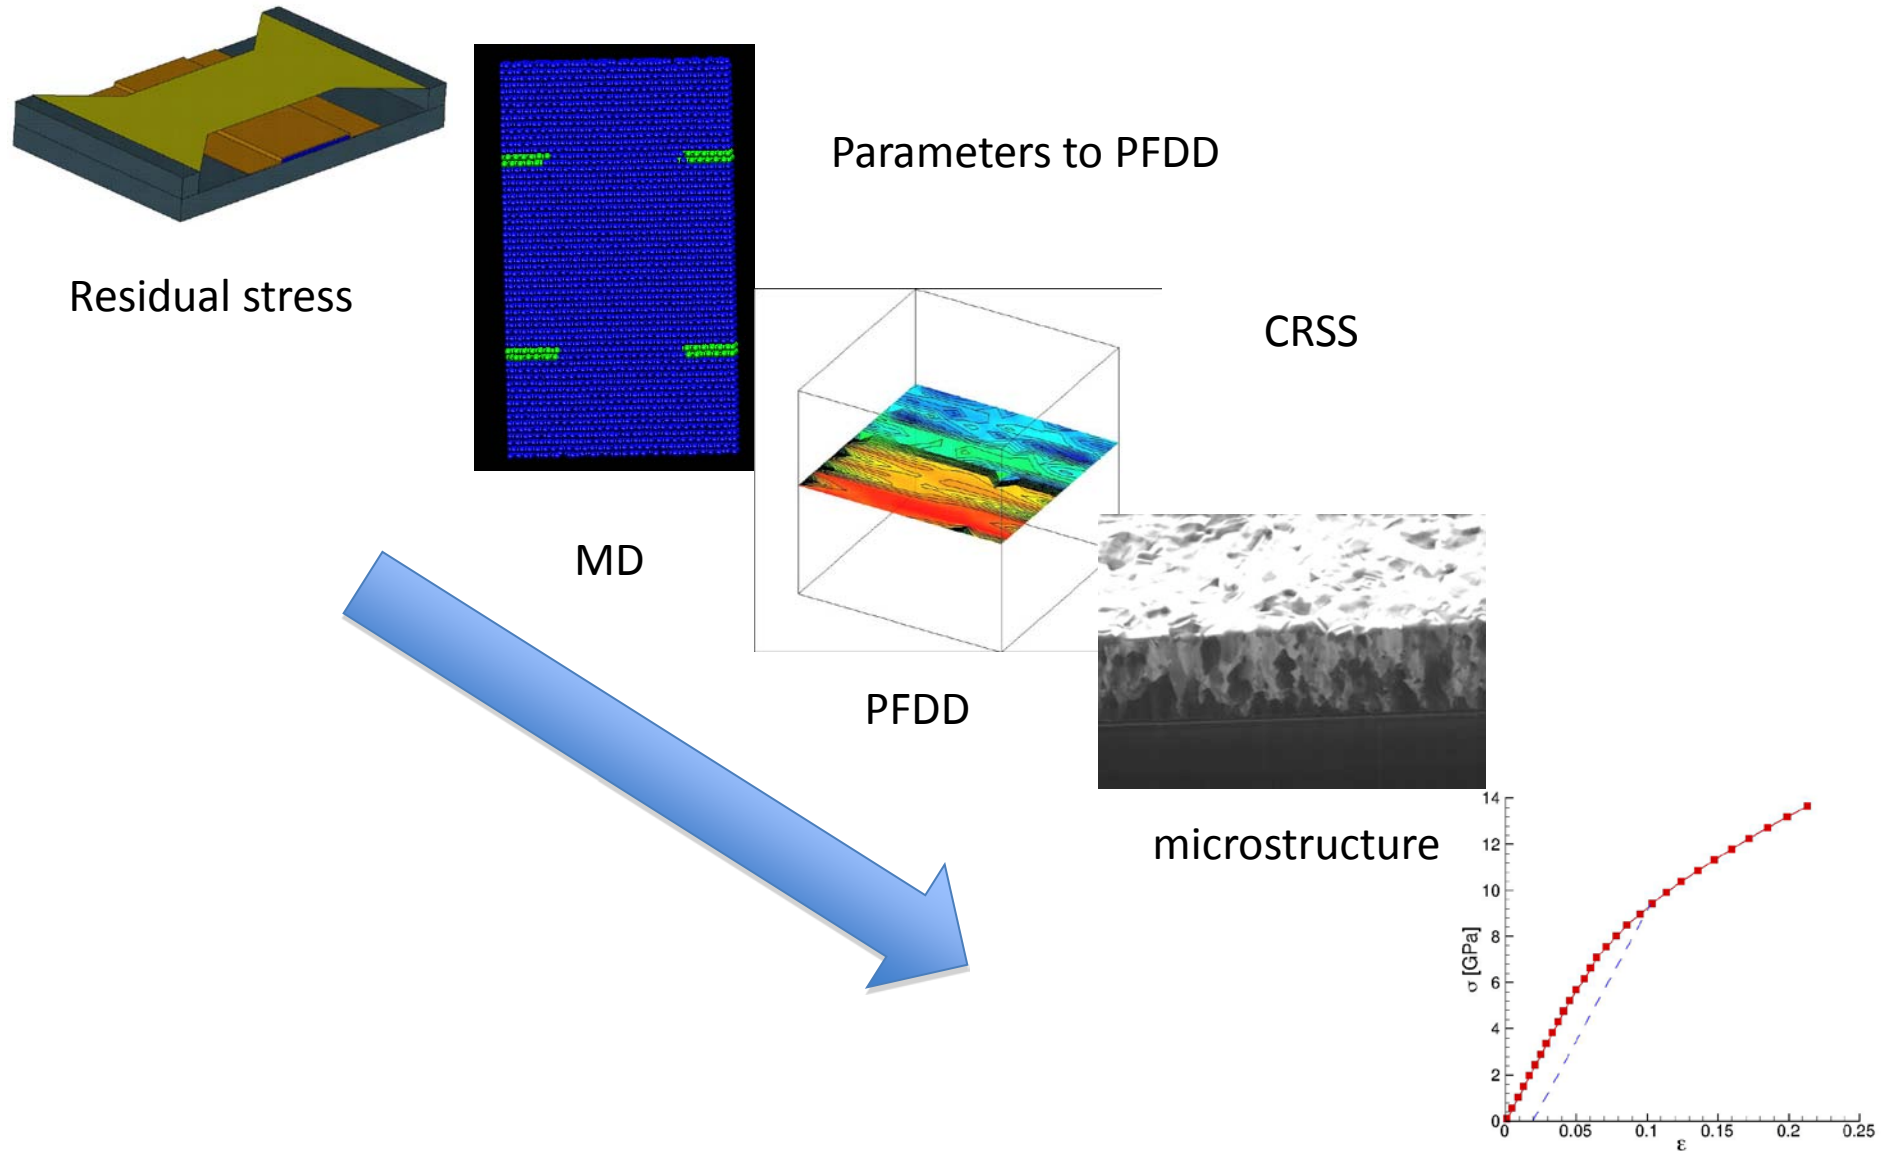 Parameters to PFDD
Residual stress
CRSS
MD
PFDD
microstructure
14
12
10
8
6
4
2
0
σ [GPa]
0
0.05
0.1
0.15
0.2
0.25
ε